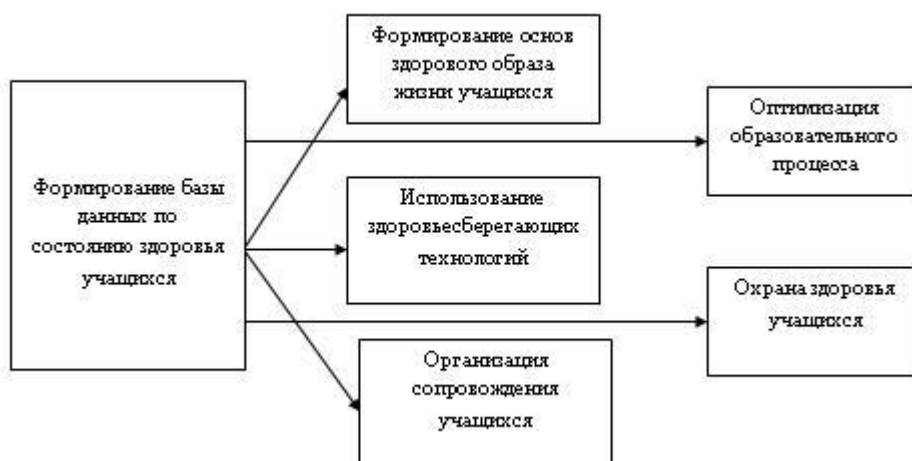 Формирование базы
данных по
состоянию здоровья
учащихся
Формирование основ
здорового образа
жизни учащихся
Использование
здоровьесберегающих
технологий
Организация
сопровождения
учащихся
Оптимизация
образовательного
процесса
Охрана здоровья
учащихся